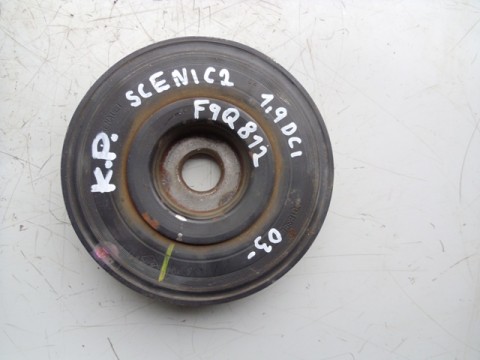 SCENIC2 1.9DCI
F9Q812
K.P.
03-